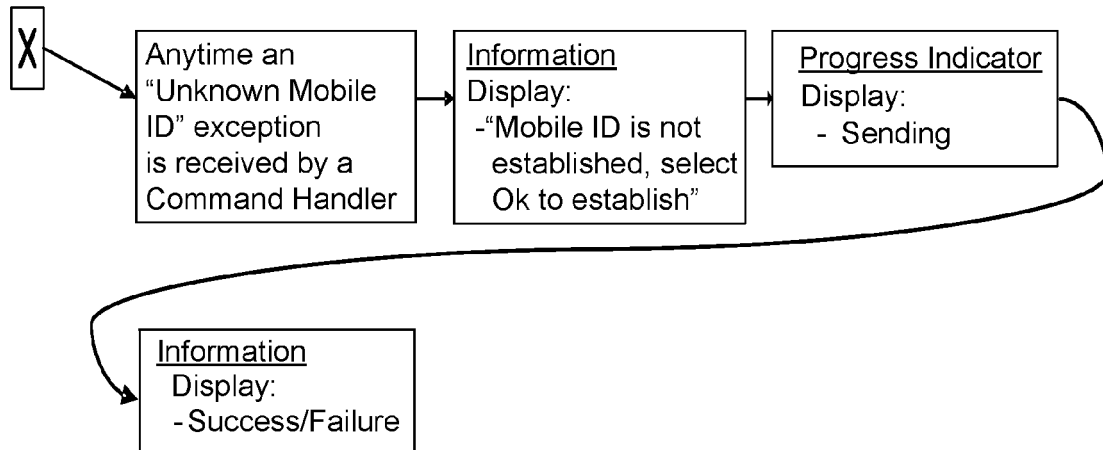 X
Anytime an
“Unknown Mobile
ID” exception
is received by a
Command Handler
Information
Display:
-“Mobile ID is not
established, select
Ok to establish”
Progress Indicator
Display:
- Sending
Information
Display:
-Success/Failure